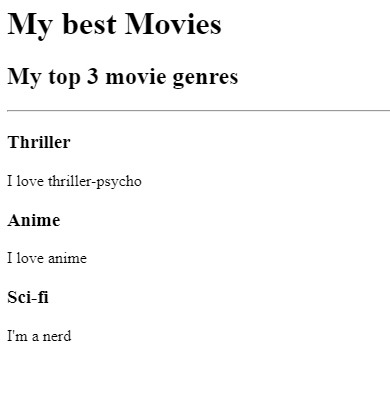 My best Movies
My top 3 movie genres
Thriller
I love thriller-psycho
Anime
I love anime
Sci-fi
I'm a nerd